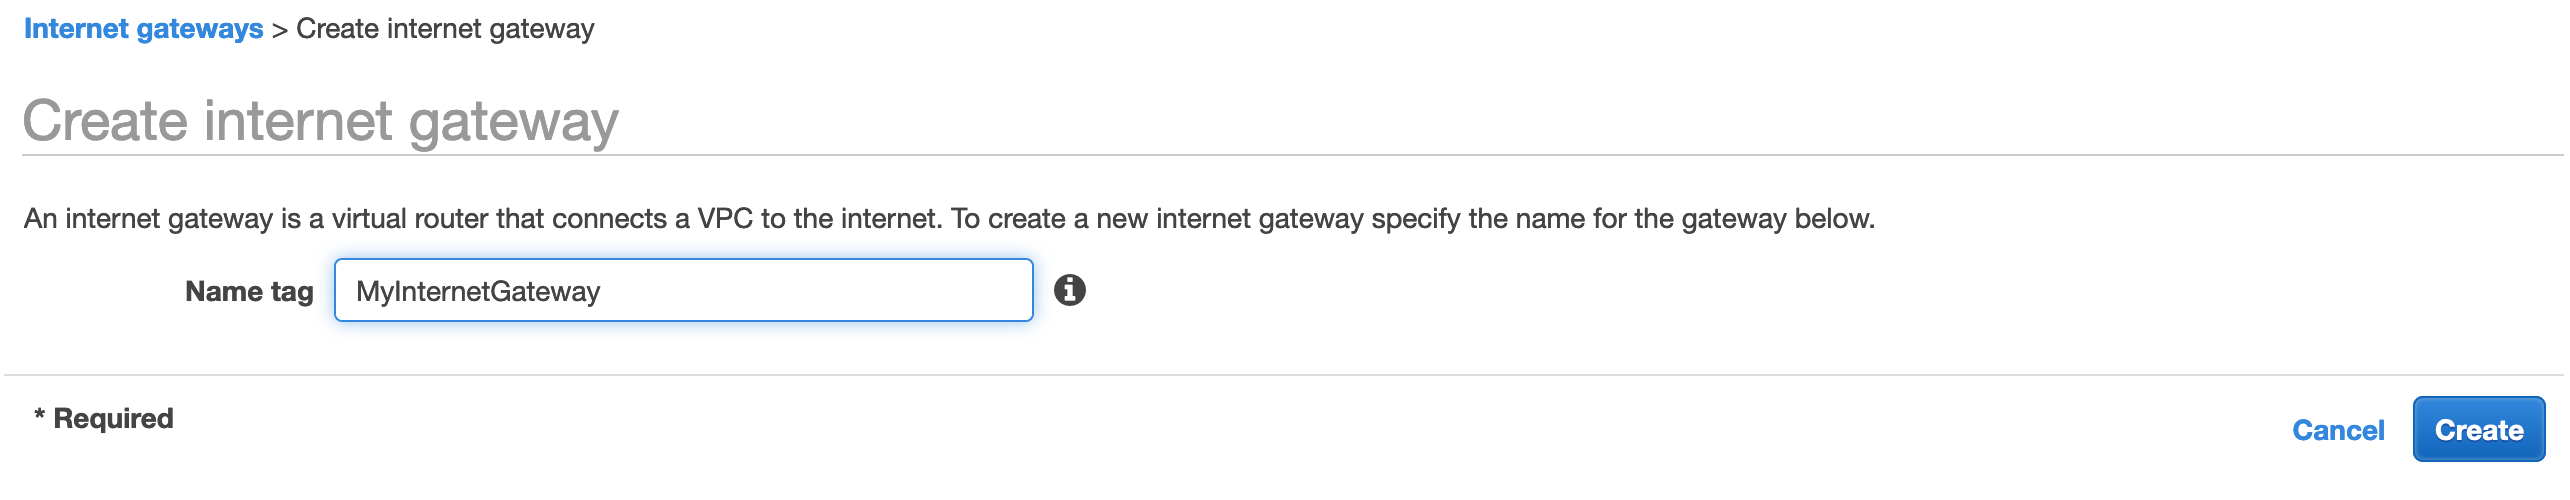 Internet gateways > Create internet gateway
Create internet gateway
An internet gateway is a virtual router that connects a VPC to the internet. To create a new internet gateway specify the name for the gateway below.
Name tag MyInternetGateway
* Required
Cancel Create